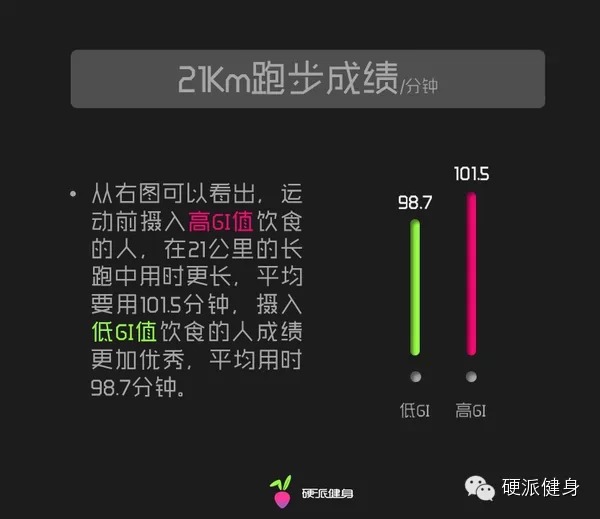 21Km跑步成绩/分钟
• 从右图可以看出，运
动前摄入高GI值饮食
的人，在21公里的长
跑中用时更长，平均
要用101.5分钟，摄入
低GI值饮食的人成绩
更加优秀，平均用时
98.7分钟。
98.7
101.5
低GI
高GI
硬派健身
硬派健身